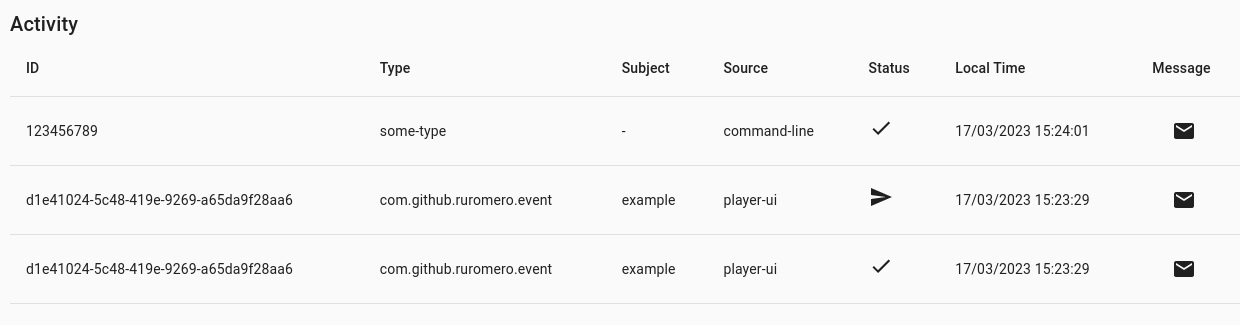 Activity
ID Type Subject Source Status Local Time Message
123456789 some-type - command-line 17/03/2023 15:24:01
d1e41024-5c48-419e-9269-a65da9f28aa6 com.github.ruromero.event example player-ui 17/03/2023 15:23:29
d1e41024-5c48-419e-9269-a65da9f28aa6 com.github.ruromero.event example player-ui 17/03/2023 15:23:29